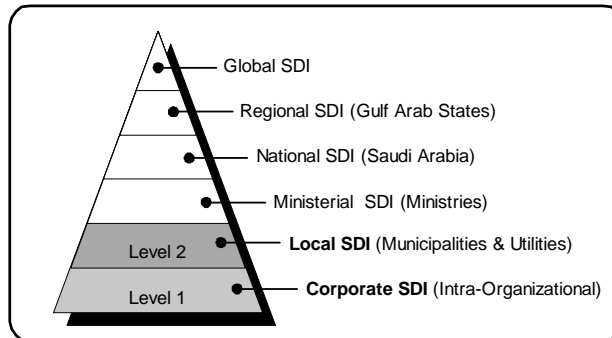 Global SDI
Regional SDI (Gulf Arab States)
National SDI (Saudi Arabia)
Ministerial SDI (Ministries)
Level 2
Local SDI (Municipalities & Utilities)
Level 1
Corporate SDI (Intra-Organizational)